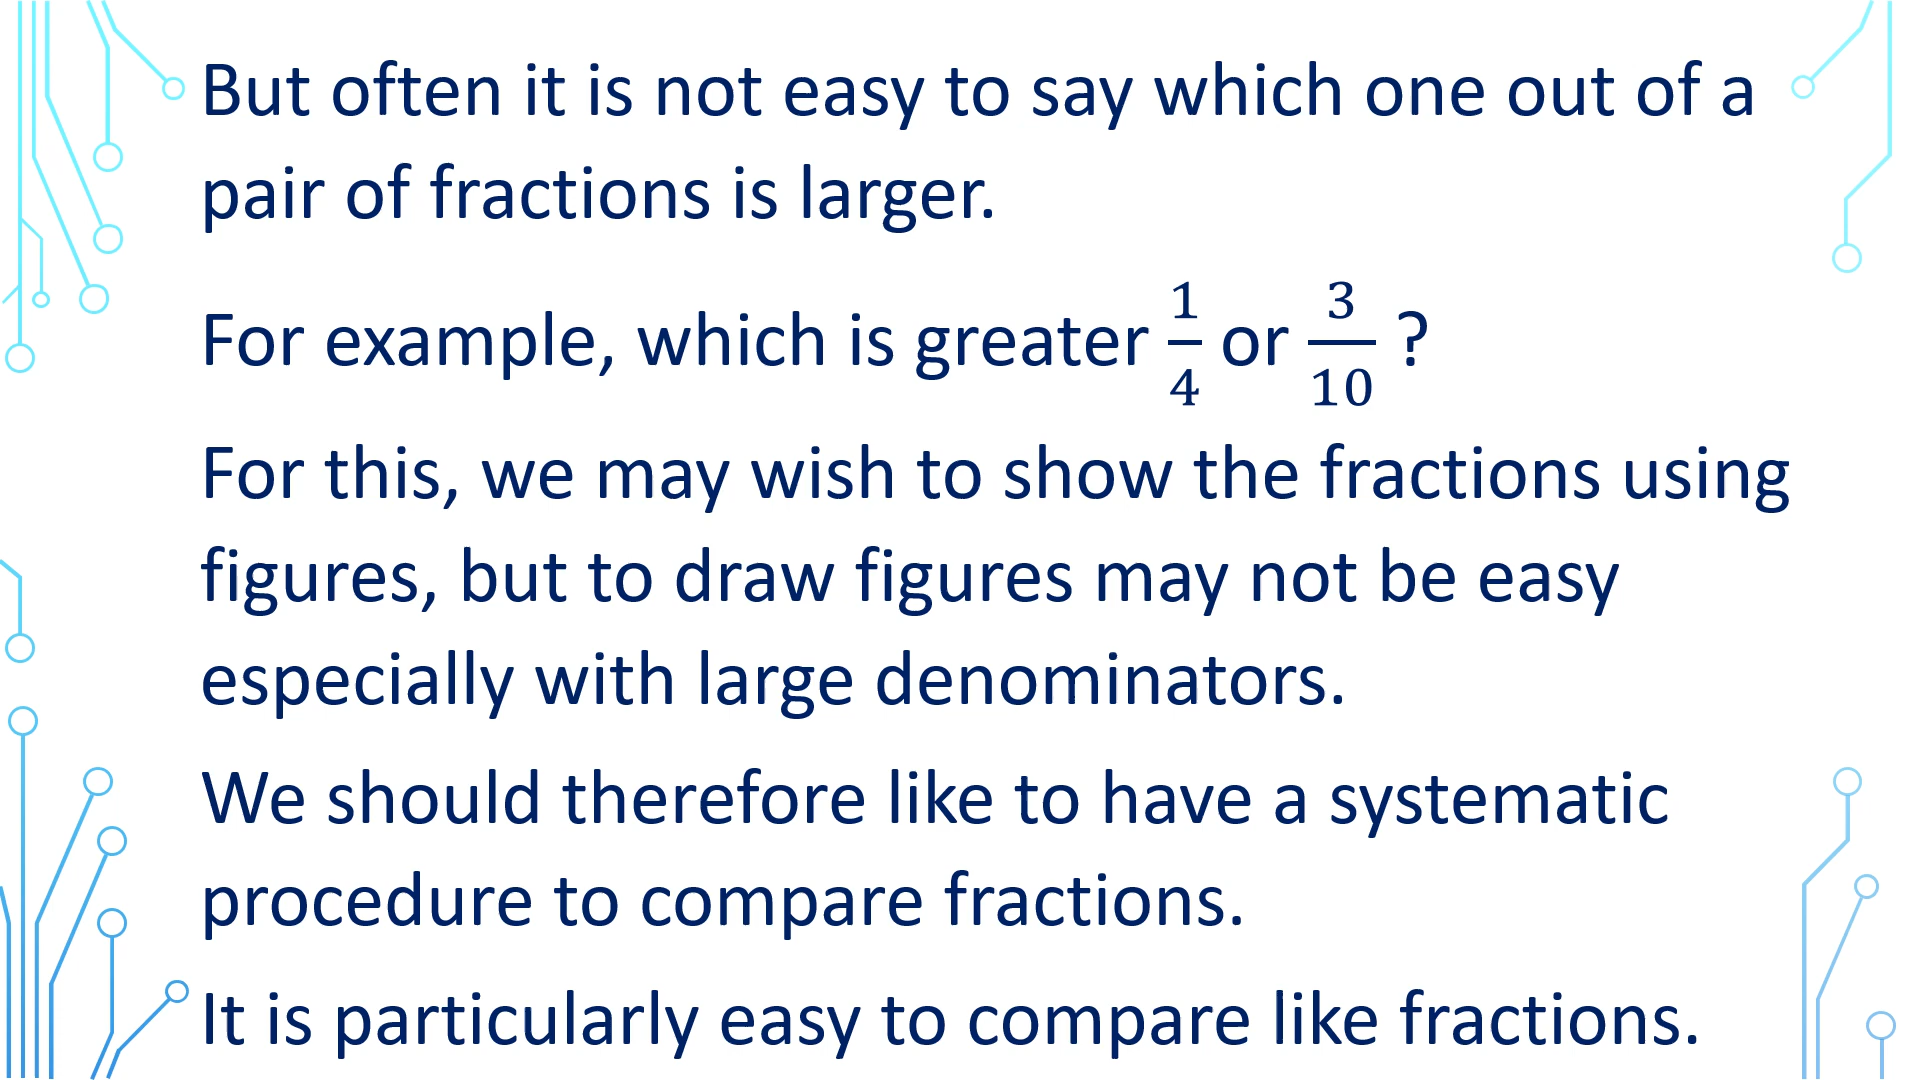 But often it is not easy to say which one out of a
pair of fractions is larger.
For example, which is greater 1/4 or 3/10 ?
For this, we may wish to show the fractions using
figures, but to draw figures may not be easy
especially with large denominators.
We should therefore like to have a systematic
procedure to compare fractions.
It is particularly easy to compare like fractions.